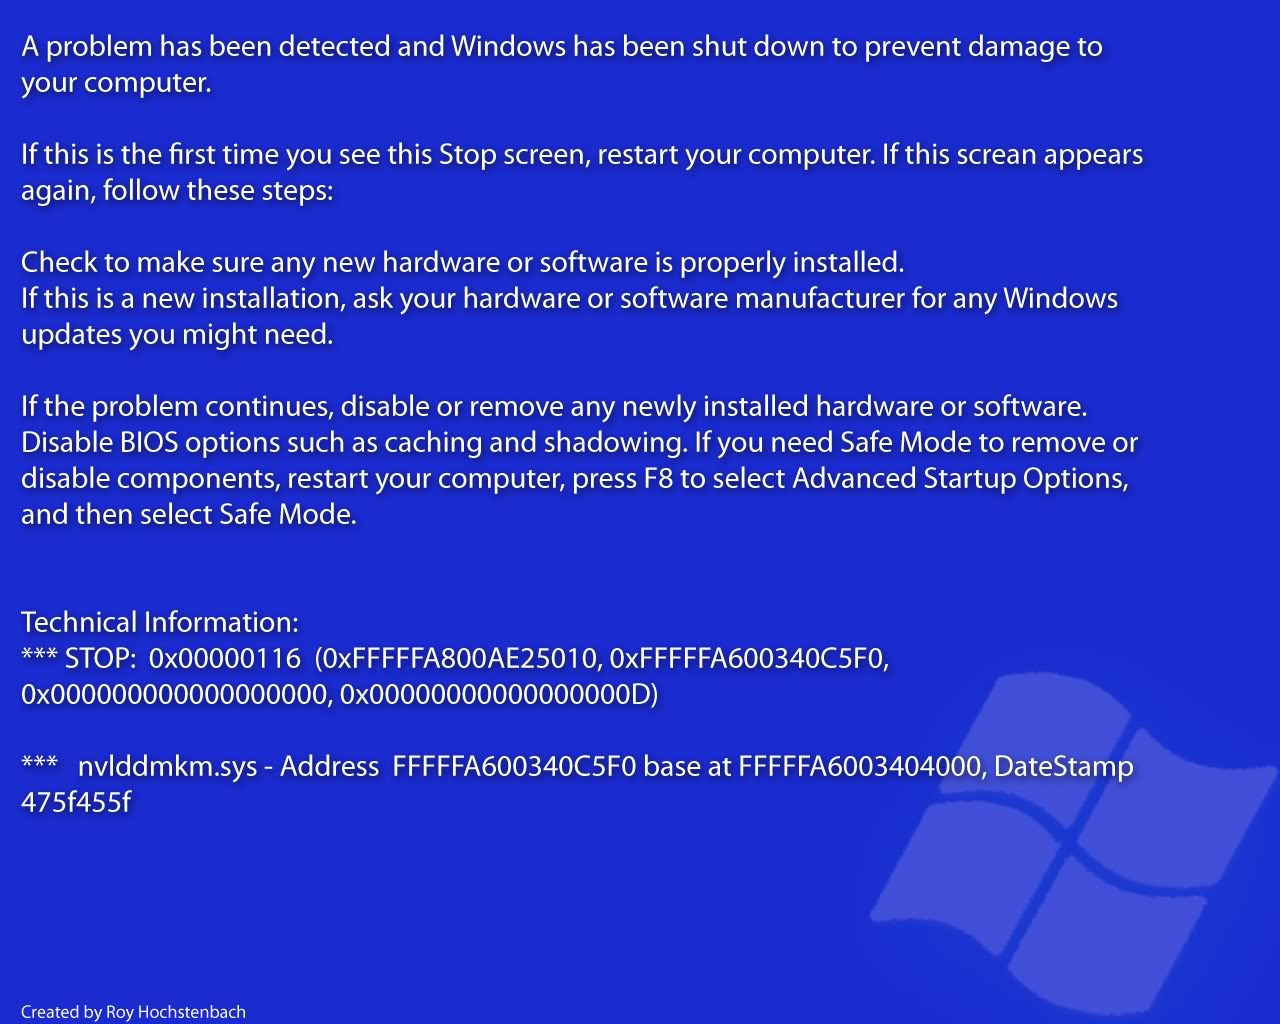 A problem has been detected and Windows has been shut down to prevent damage to
your computer.
If this is the first time you see this Stop screen, restart your computer. If this screan appears
again, follow these steps:
Check to make sure any new hardware or software is properly installed.
If this is a new installation, ask your hardware or software manufacturer for any Windows
updates you might need.
If the problem continues, disable or remove any newly installed hardware or software.
Disable BIOS options such as caching and shadowing. If you need Safe Mode to remove or
disable components, restart your computer, press F8 to select Advanced Startup Options,
and then select Safe Mode.
Technical Information:
*** STOP:  0x00000116  (0xFFFFFA800AE25010, 0xFFFFFA600340C5F0,
0x000000000000000000, 0x00000000000000000D)
***   nvlddmkm.sys - Address  FFFFFA600340C5F0 base at FFFFFA6003404000, DateStamp
475f455f
Created by Roy Hochstenbach